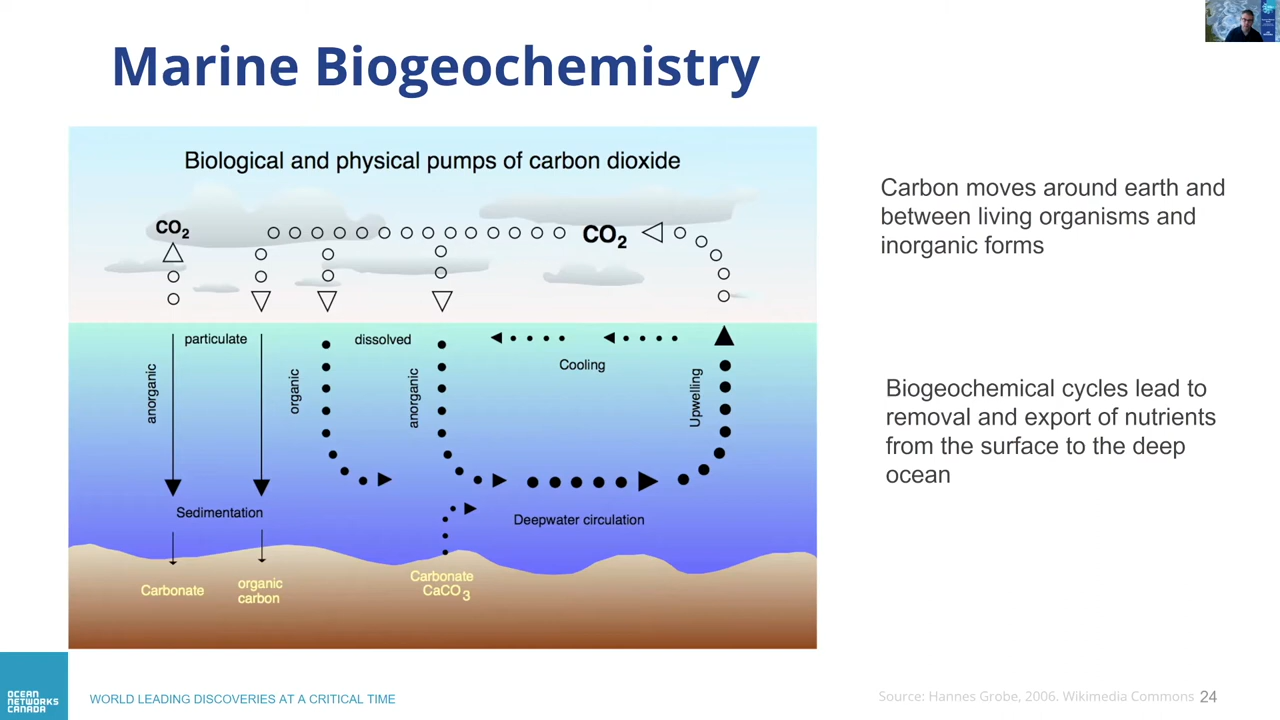 Marine Biogeochemistry
Biological and physical pumps of carbon dioxide
CO2
CO2
particulate
dissolved
Cooling
anorganic
organic
anorganic
Upwelling
Sedimentation
Deepwater circulation
Carbonate
organic
carbon
Carbonate
CaCO3
Carbon moves around earth and
between living organisms and
inorganic forms
Biogeochemical cycles lead to
removal and export of nutrients
from the surface to the deep
ocean
OCEAN
NETWORKS
CANADA
WORLD LEADING DISCOVERIES AT A CRITICAL TIME
Source: Hannes Grobe, 2006. Wikimedia Commons
24